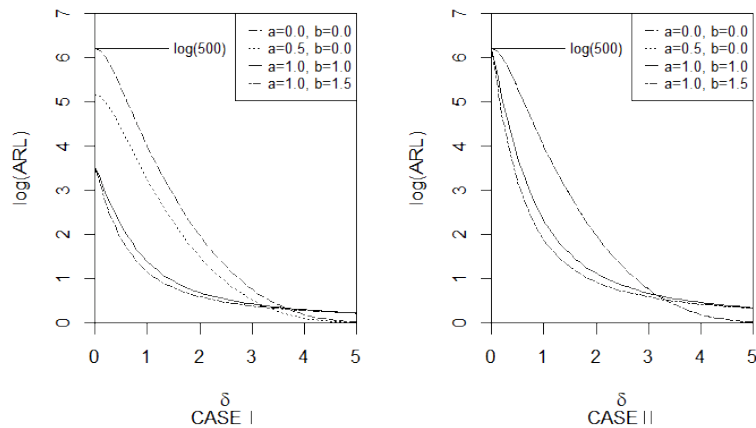 7
6
5
4
3
2
1
0
log(ARL)
log(500)
a=0.0, b=0.0
a=0.5, b=0.0
a=1.0, b=1.0
a=1.0, b=1.5
0 1 2 3 4 5
δ
CASE I
7
6
5
4
3
2
1
0
log(ARL)
log(500)
a=0.0, b=0.0
a=0.5, b=0.0
a=1.0, b=1.0
a=1.0, b=1.5
0 1 2 3 4 5
δ
CASE II